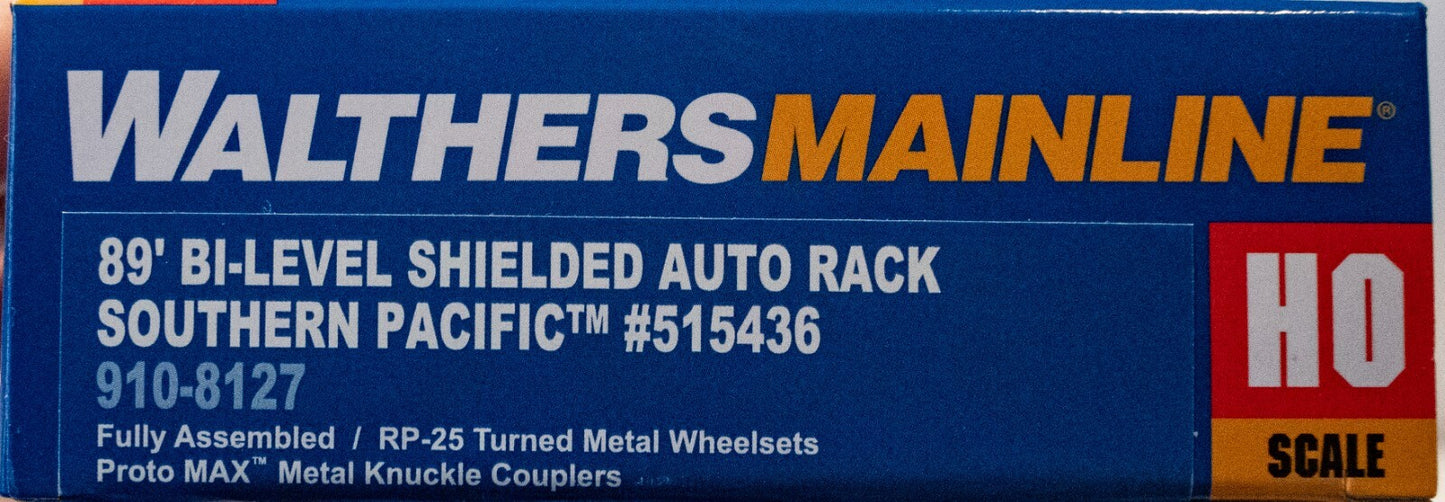 WALTHERSMAINLINE®
89' BI-LEVEL SHIELDED AUTO RACK
SOUTHERN PACIFIC™ #515436
910-8127
Fully Assembled / RP-25 Turned Metal Wheelsets
Proto MAX™ Metal Knuckle Couplers
HO
SCALE